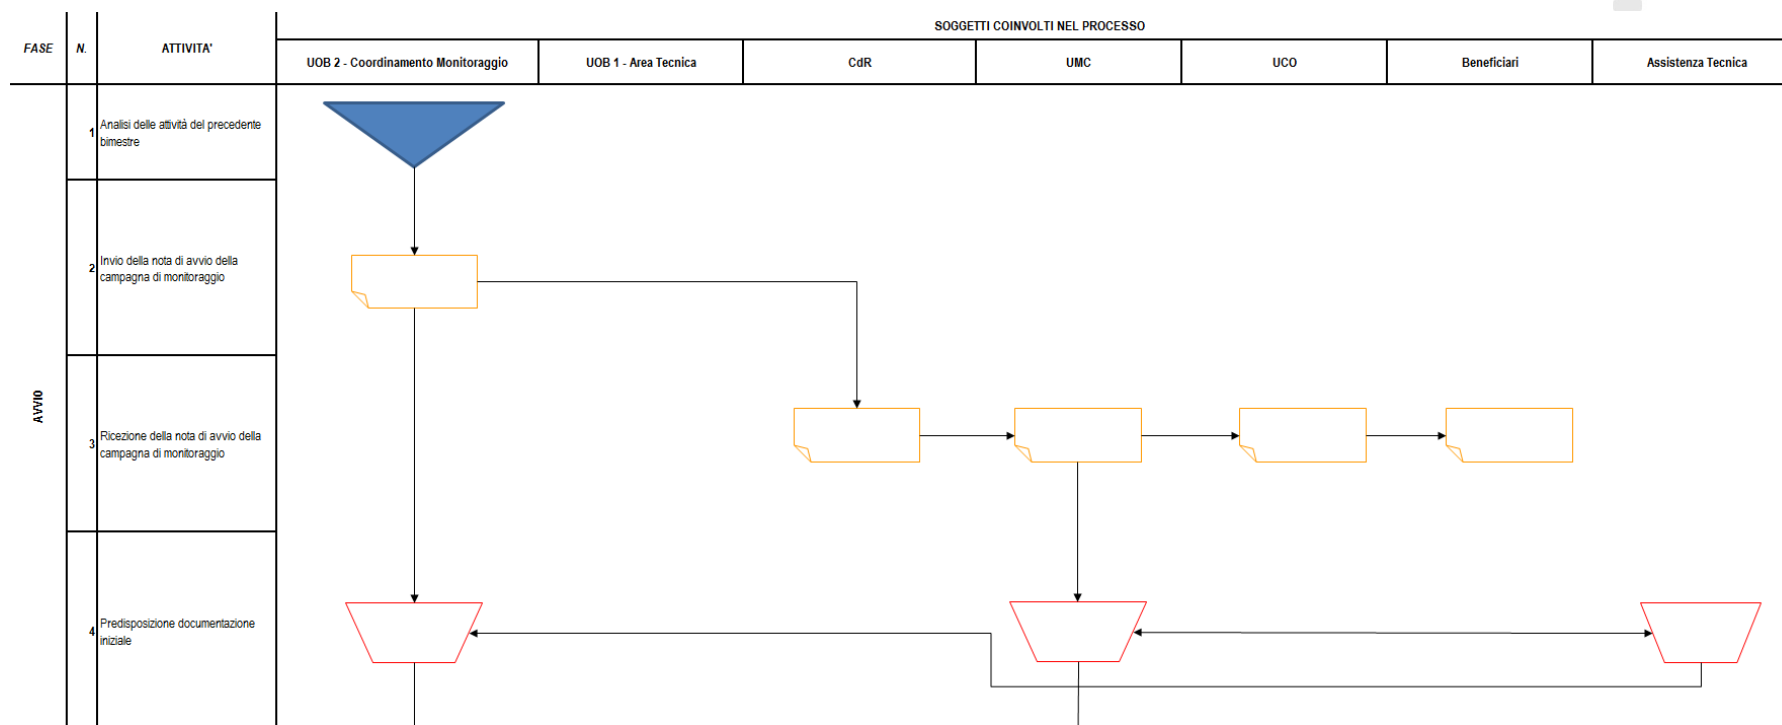 SOGGETTI COINVOLTI NEL PROCESSO
FASE N. ATTIVITA'
UOB 2 - Coordinamento Monitoraggio UOB 1 - Area Tecnica CdR UMC UCO Beneficiari Assistenza Tecnica
AVVIO
1 Analisi delle attività del precedente
bimestre
2 Invio della nota di avvio della
campagna di monitoraggio
3 Ricezione della nota di avvio della
campagna di monitoraggio
4 Predisposizione documentazione
iniziale